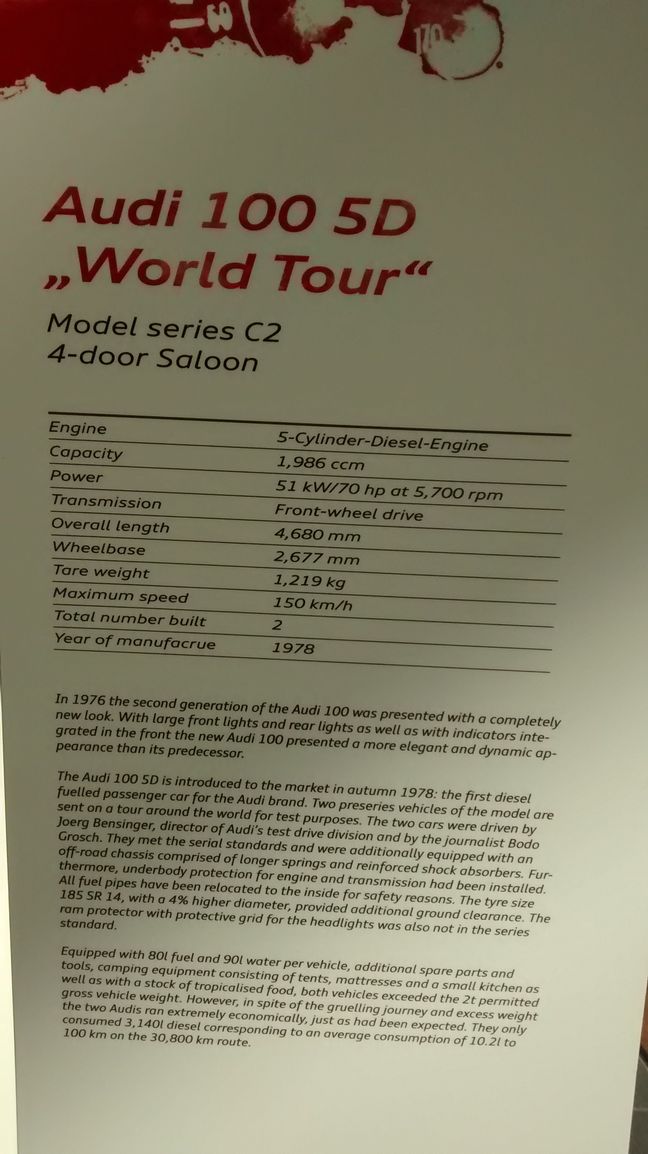 170
Audi 100 5D
„World Tour“
Model series C2
4-door Saloon
Engine 5-Cylinder-Diesel-Engine
Capacity 1,986 ccm
Power 51 kW/70 hp at 5,700 rpm
Transmission Front-wheel drive
Overall length 4,680 mm
Wheelbase 2,677 mm
Tare weight 1,219 kg
Maximum speed 150 km/h
Total number built 2
Year of manufacrue 1978
In 1976 the second generation of the Audi 100 was presented with a completely
new look. With large front lights and rear lights as well as with indicators inte-
grated in the front the new Audi 100 presented a more elegant and dynamic ap-
pearance than its predecessor.
The Audi 100 5D is introduced to the market in autumn 1978: the first diesel
fuelled passenger car for the Audi brand. Two preseries vehicles of the model are
sent on a tour around the world for test purposes. The two cars were driven by
Joerg Bensinger, director of Audi's test drive division and by the journalist Bodo
Grosch. They met the serial standards and were additionally equipped with an
off-road chassis comprised of longer springs and reinforced shock absorbers. Fur-
thermore, underbody protection for engine and transmission had been installed.
All fuel pipes have been relocated to the inside for safety reasons. The tyre size
185 SR 14, with a 4% higher diameter, provided additional ground clearance. The
ram protector with protective grid for the headlights was also not in the series
standard.
Equipped with 80l fuel and 90l water per vehicle, additional spare parts and
tools, camping equipment consisting of tents, mattresses and a small kitchen as
well as with a stock of tropicalised food, both vehicles exceeded the 2t permitted
gross vehicle weight. However, in spite of the gruelling journey and excess weight
the two Audis ran extremely economically, just as had been expected. They only
consumed 3,140l diesel corresponding to an average consumption of 10.2l to
100 km on the 30,800 km route.